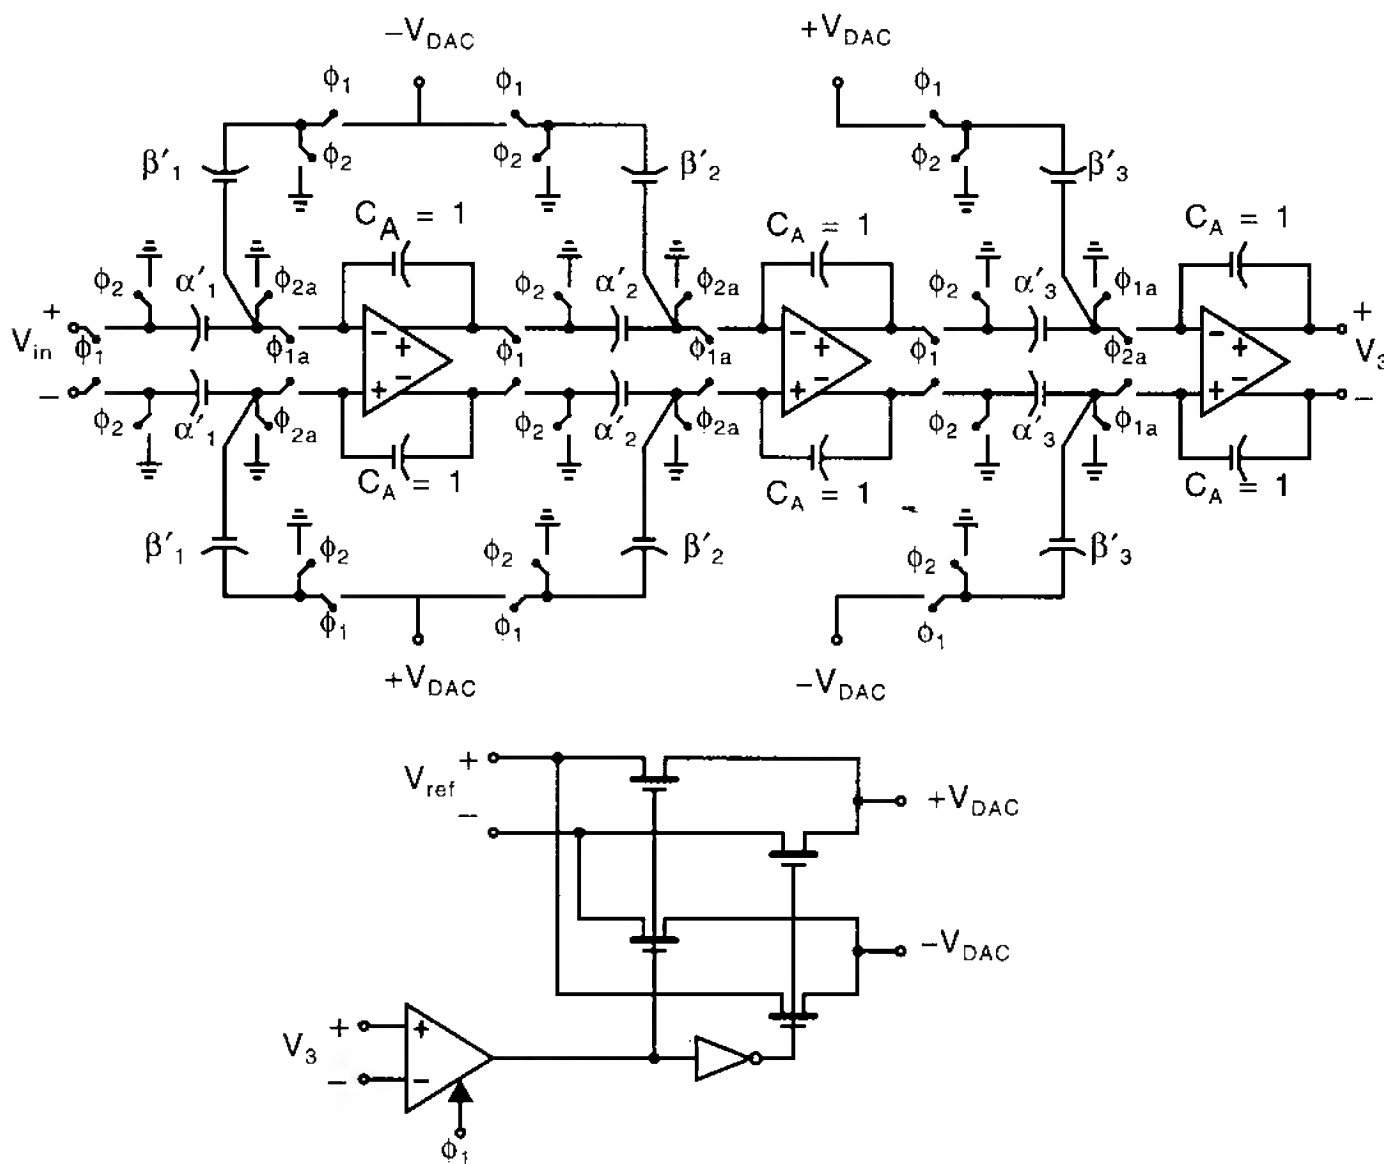 −V_DAC +V_DAC
ϕ₁ ϕ₁ ϕ₁
β′₁ ϕ₂ ϕ₂ β′₂ ϕ₂ β′₃
C_A = 1 C_A = 1 C_A = 1
ϕ₂ α′₁ ϕ₂ₐ ϕ₂ α′₂ ϕ₂ₐ ϕ₂ α′₃ ϕ₁ₐ
+ − + − + − +
V_in ϕ₁ ϕ₁ₐ ϕ₁ ϕ₁ₐ ϕ₁ ϕ₂ₐ V₃
− + − + − + − −
ϕ₂ α′₁ ϕ₂ₐ ϕ₂ α′₂ ϕ₂ₐ ϕ₂ α′₃ ϕ₁ₐ
C_A = 1 C_A = 1 C_A = 1
β′₁ ϕ₂ ϕ₂ β′₂ ϕ₂ β′₃
ϕ₁ ϕ₁ ϕ₁
+V_DAC −V_DAC
+
V_ref +V_DAC
−
−V_DAC
+ +
V₃
− −
ϕ₁